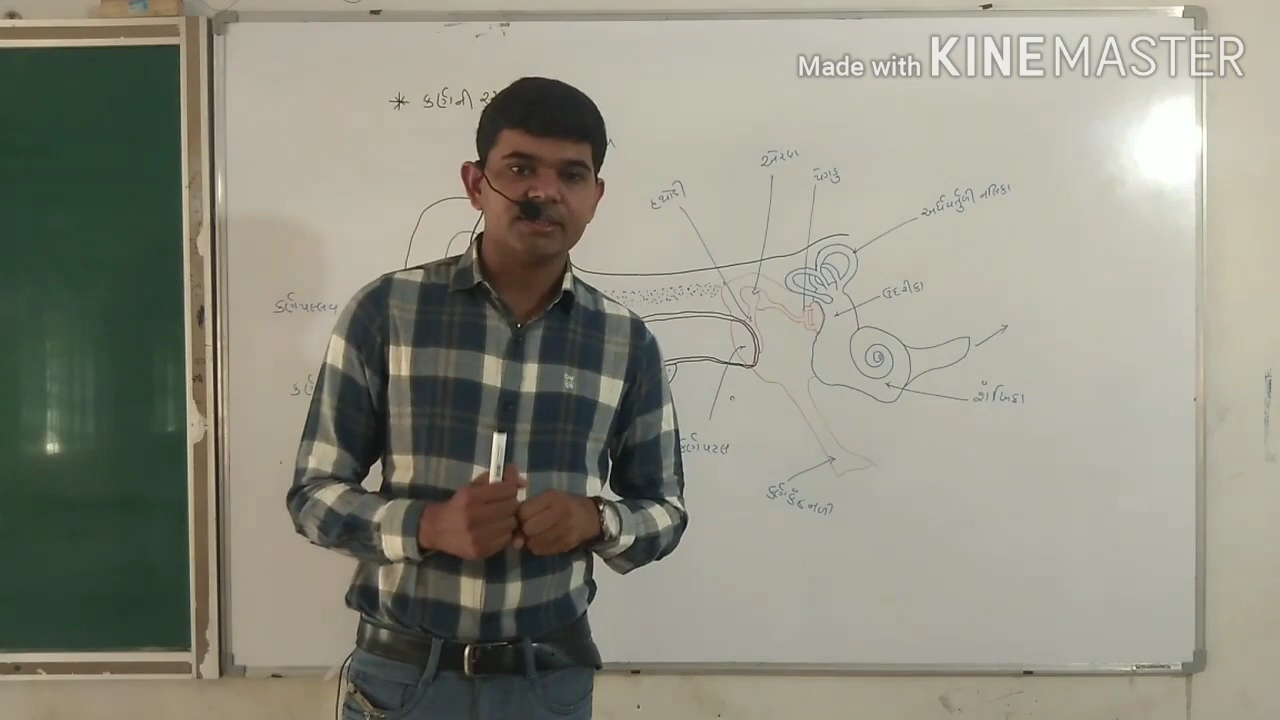 Made with KINEMASTER
* કર્ણની
એરણ
પેંગડુ
હથોડી
અર્ધવર્તુળી નલિકા
ઉદરીકા
કર્ણપલ્લવ
શંખિકા
કર્ણપટલ
કર્ણકંઠનળી